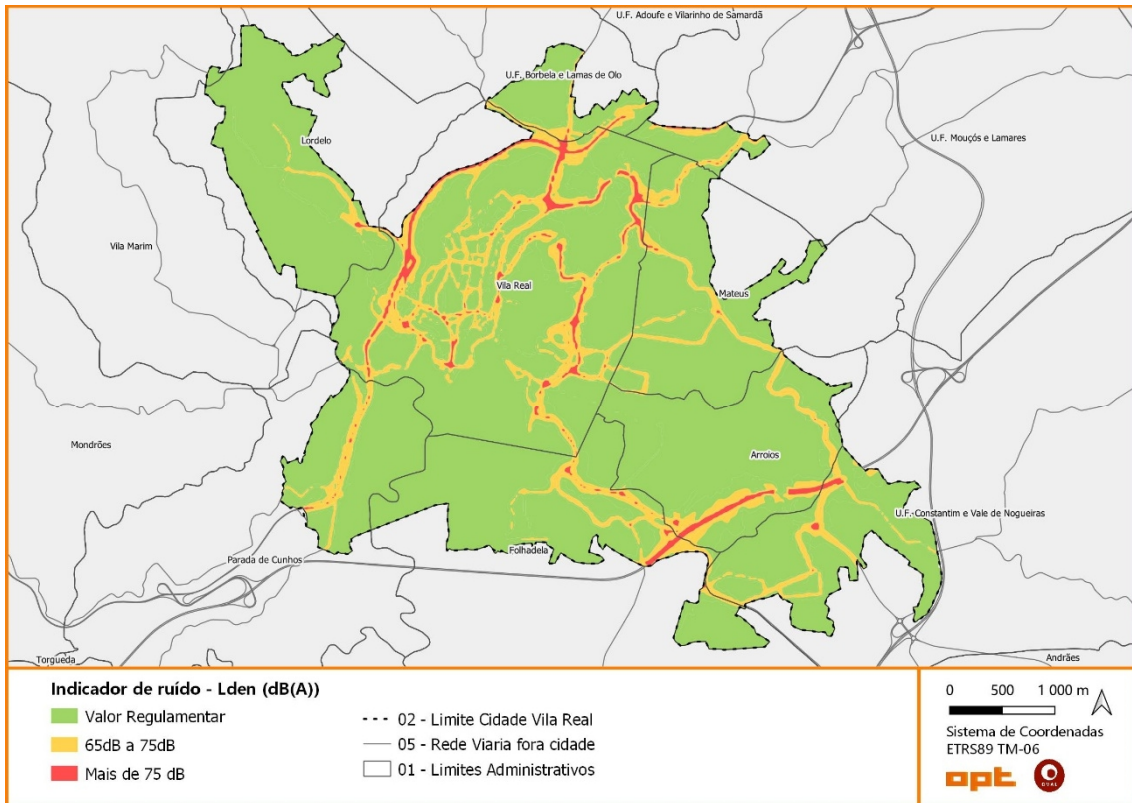 U.F. Adoufe e Vilarinho de Samardã
U.F. Borbela e Lamas de Olo
U.F. Mouçós e Lamares
Lordelo
Vila Marim
Vila Real
Mateus
Mondrões
Arroios
U.F. Constantim e Vale de Nogueiras
Folhadela
Parada de Cunhos
Torgueda
Andrães
Indicador de ruído - Lden (dB(A))
Valor Regulamentar
65dB a 75dB
Mais de 75 dB
02 - Limite Cidade Vila Real
05 - Rede Viaria fora cidade
01 - Limites Administrativos
0 500 1 000 m
Sistema de Coordenadas
ETRS89 TM-06
opt